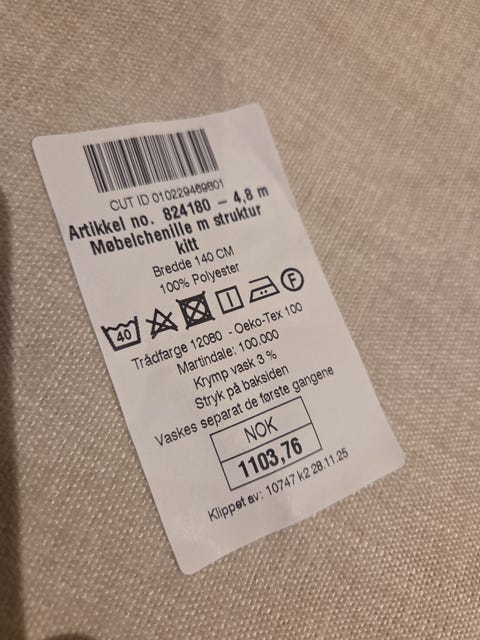 CUT ID 010229469801
Artikkel no. 824180 - 4,8 m
Møbelchenille m struktur
kitt
Bredde 140 CM
100% Polyester
40 F
Trådfarge 12080 - Oeko-Tex 100
Martindale: 100.000
Krymp vask 3 %
Stryk på baksiden
Vaskes separat de første gangene
NOK
1103,76
Klippet av: 10747 k2 28.11.25